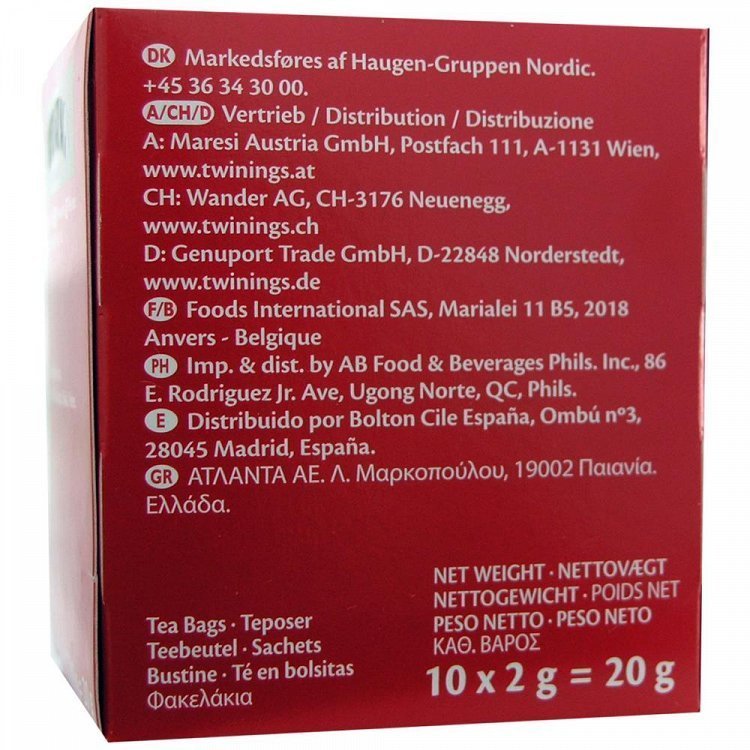 DK Markedsføres af Haugen-Gruppen Nordic.
+45 36 34 30 00.
A/CH/D Vertrieb / Distribution / Distribuzione
A: Maresi Austria GmbH, Postfach 111, A-1131 Wien,
www.twinings.at
CH: Wander AG, CH-3176 Neuenegg,
www.twinings.ch
D: Genuport Trade GmbH, D-22848 Norderstedt,
www.twinings.de
F/B Foods International SAS, Marialei 11 B5, 2018
Anvers - Belgique
PH Imp. & dist. by AB Food & Beverages Phils. Inc., 86
E. Rodriguez Jr. Ave, Ugong Norte, QC, Phils.
E Distribuido por Bolton Cile España, Ombú nº3,
28045 Madrid, España.
GR ΑΤΛΑΝΤΑ ΑΕ. Λ. Μαρκοπούλου, 19002 Παιανία.
Ελλάδα.
Tea Bags · Teposer
Teebeutel · Sachets
Bustine · Té en bolsitas
Φακελάκια
NET WEIGHT · NETTOVÆGT
NETTOGEWICHT · POIDS NET
PESO NETTO · PESO NETO
ΚΑΘ. ΒΑΡΟΣ
10 x 2 g = 20 g